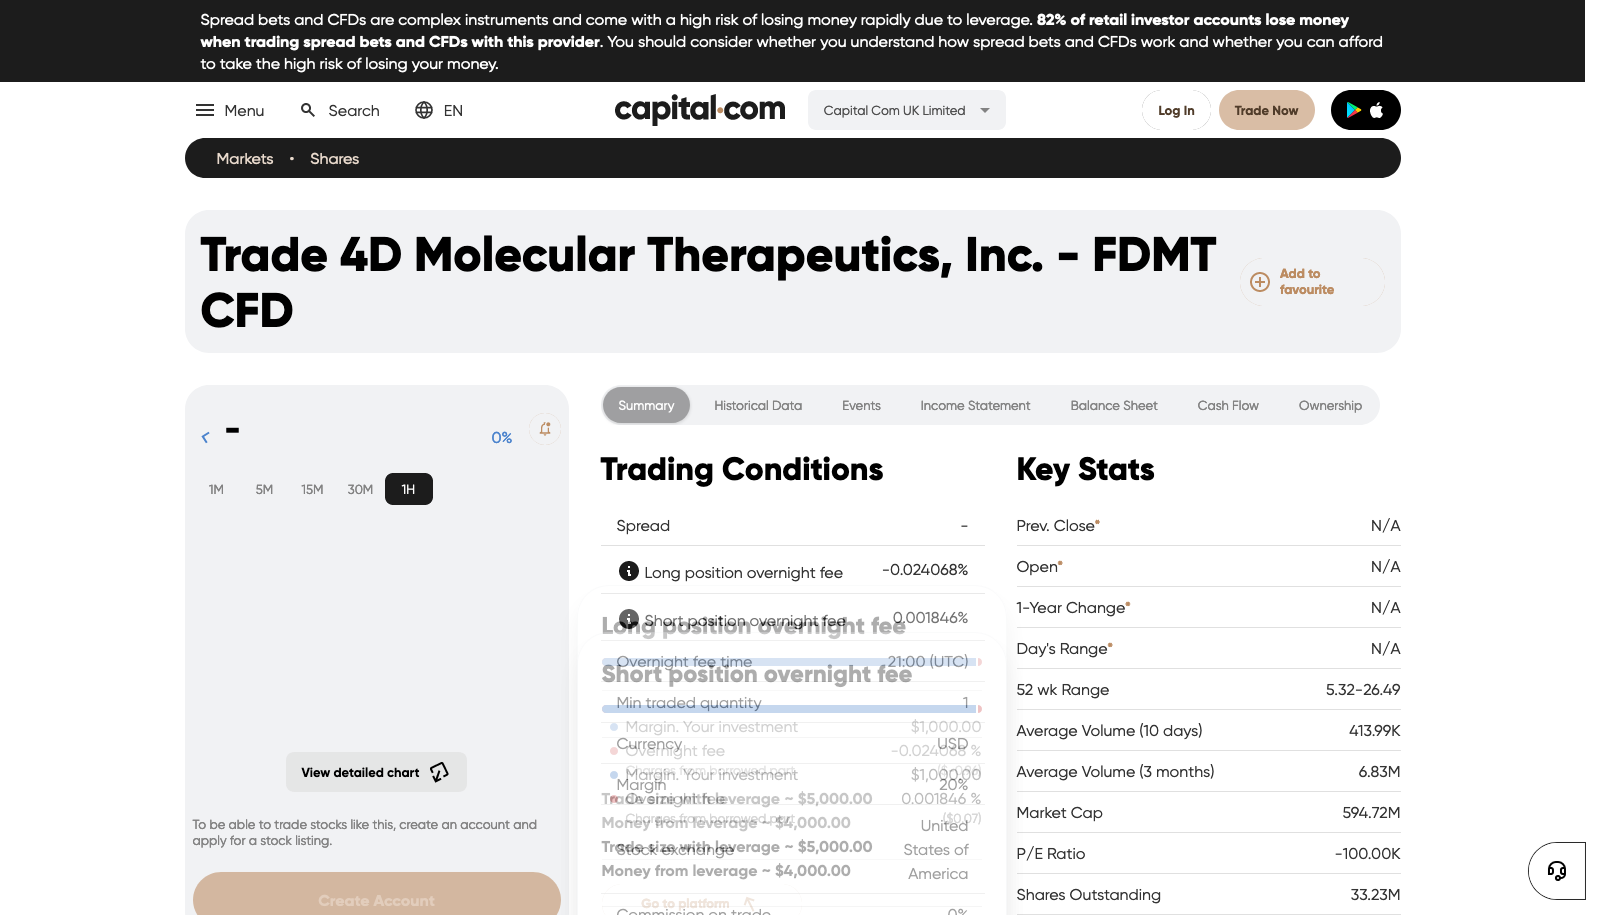 Spread bets and CFDs are complex instruments and come with a high risk of losing money rapidly due to leverage. 82% of retail investor accounts lose money
when trading spread bets and CFDs with this provider. You should consider whether you understand how spread bets and CFDs work and whether you can afford
to take the high risk of losing your money.
Menu Search EN capital.com Capital Com UK Limited Log In Trade Now
Markets • Shares
Trade 4D Molecular Therapeutics, Inc. - FDMT
CFD
Add to
favourite
- 0%
1M 5M 15M 30M 1H
View detailed chart
To be able to trade stocks like this, create an account and
apply for a stock listing.
Create Account
Summary Historical Data Events Income Statement Balance Sheet Cash Flow Ownership
Trading Conditions
Spread -
Long position overnight fee -0.024068%
Short position overnight fee 0.001846%
Long position overnight fee
Overnight fee time 21:00 (UTC)
Short position overnight fee
Min traded quantity 1
Margin. Your investment $1,000.00
Currency USD
Overnight fee -0.024068 %
Margin. Your investment $1,000.00
Margin 20%
Trade size with leverage ~ $5,000.00
Overnight fee 0.001846 %
Charges from borrowed part ($0.07)
Money from leverage ~ $4,000.00
Trade size with leverage ~ $5,000.00
Stock exchange United
States of
America
Money from leverage ~ $4,000.00
Go to platform
Commission on trade 0%
Key Stats
Prev. Close* N/A
Open* N/A
1-Year Change* N/A
Day's Range* N/A
52 wk Range 5.32-26.49
Average Volume (10 days) 413.99K
Average Volume (3 months) 6.83M
Market Cap 594.72M
P/E Ratio -100.00K
Shares Outstanding 33.23M